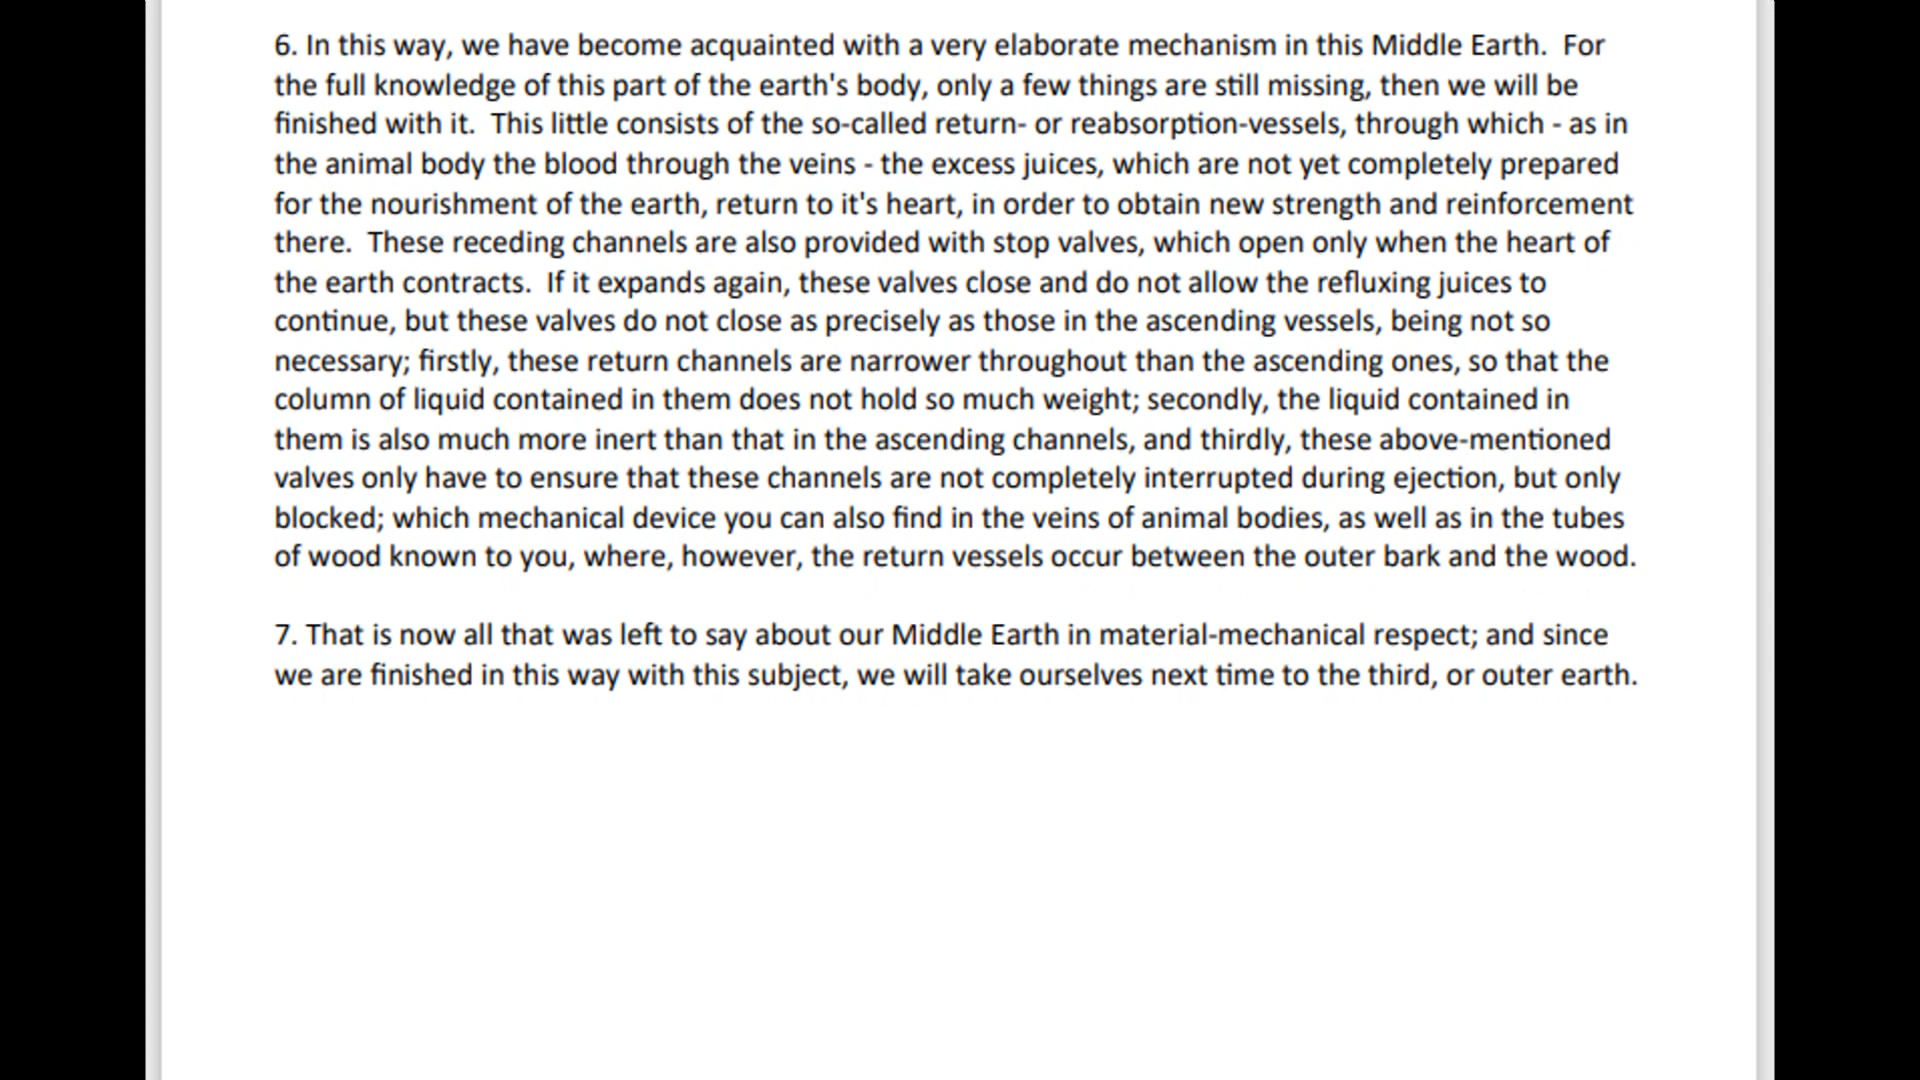 6. In this way, we have become acquainted with a very elaborate mechanism in this Middle Earth.  For
the full knowledge of this part of the earth's body, only a few things are still missing, then we will be
finished with it.  This little consists of the so-called return- or reabsorption-vessels, through which - as in
the animal body the blood through the veins - the excess juices, which are not yet completely prepared
for the nourishment of the earth, return to it's heart, in order to obtain new strength and reinforcement
there.  These receding channels are also provided with stop valves, which open only when the heart of
the earth contracts.  If it expands again, these valves close and do not allow the refluxing juices to
continue, but these valves do not close as precisely as those in the ascending vessels, being not so
necessary; firstly, these return channels are narrower throughout than the ascending ones, so that the
column of liquid contained in them does not hold so much weight; secondly, the liquid contained in
them is also much more inert than that in the ascending channels, and thirdly, these above-mentioned
valves only have to ensure that these channels are not completely interrupted during ejection, but only
blocked; which mechanical device you can also find in the veins of animal bodies, as well as in the tubes
of wood known to you, where, however, the return vessels occur between the outer bark and the wood.
7. That is now all that was left to say about our Middle Earth in material-mechanical respect; and since
we are finished in this way with this subject, we will take ourselves next time to the third, or outer earth.